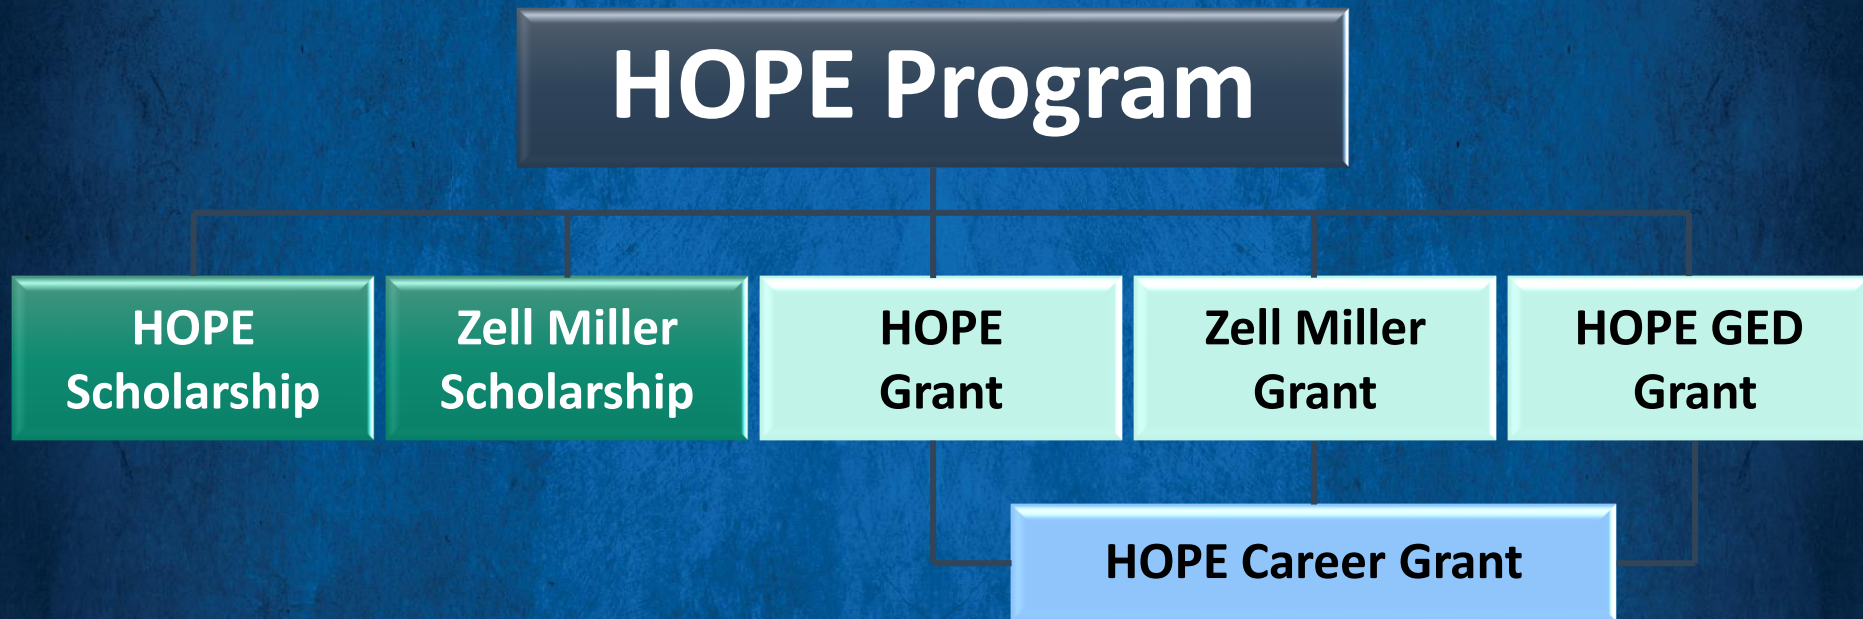 HOPE Program
HOPE
Scholarship
Zell Miller
Scholarship
HOPE
Grant
Zell Miller
Grant
HOPE GED
Grant
HOPE Career Grant